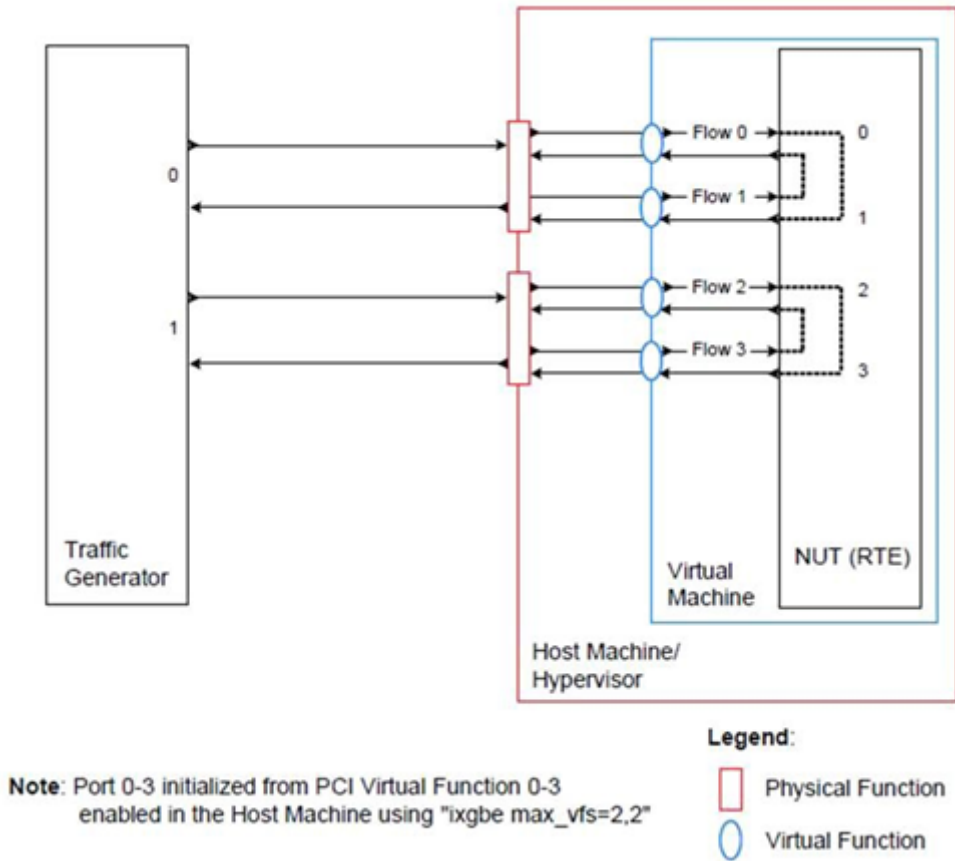 Flow 0
0
0
Flow 1
1
Flow 2
2
1
Flow 3
3
Traffic
Generator
Virtual
Machine
NUT (RTE)
Host Machine/
Hypervisor
Legend:
Note: Port 0-3 initialized from PCI Virtual Function 0-3
enabled in the Host Machine using "ixgbe max_vfs=2,2"
Physical Function
Virtual Function